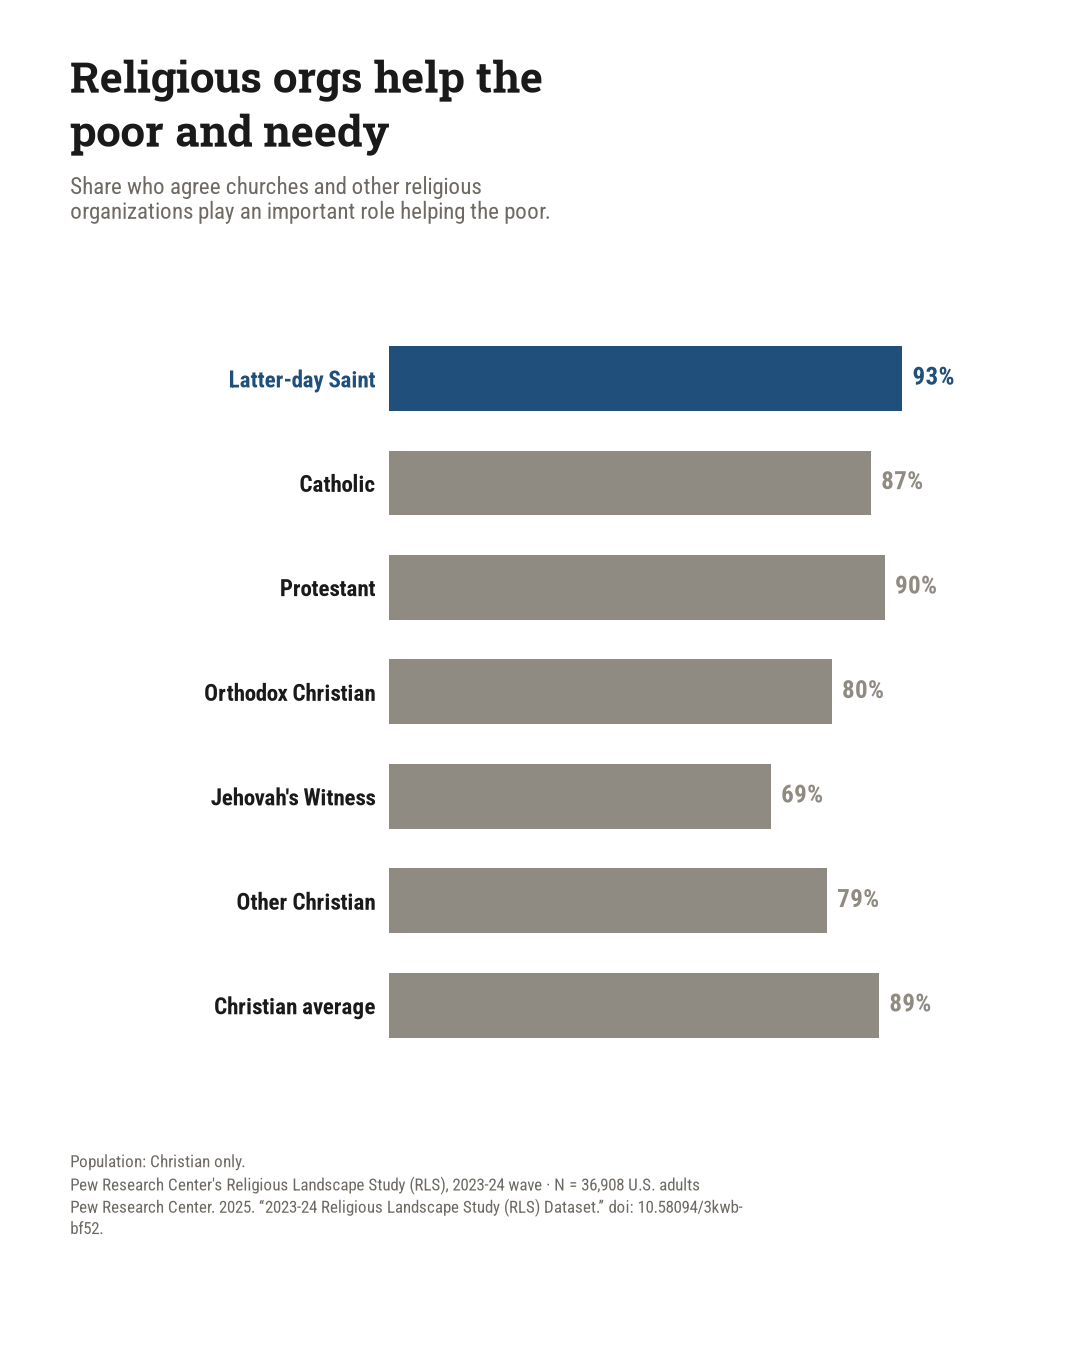 Religious orgs help the
poor and needy
Share who agree churches and other religious
organizations play an important role helping the poor.
Latter-day Saint 93%
Catholic 87%
Protestant 90%
Orthodox Christian 80%
Jehovah's Witness 69%
Other Christian 79%
Christian average 89%
Population: Christian only.
Pew Research Center's Religious Landscape Study (RLS), 2023-24 wave · N = 36,908 U.S. adults
Pew Research Center. 2025. “2023-24 Religious Landscape Study (RLS) Dataset.” doi: 10.58094/3kwb-
bf52.